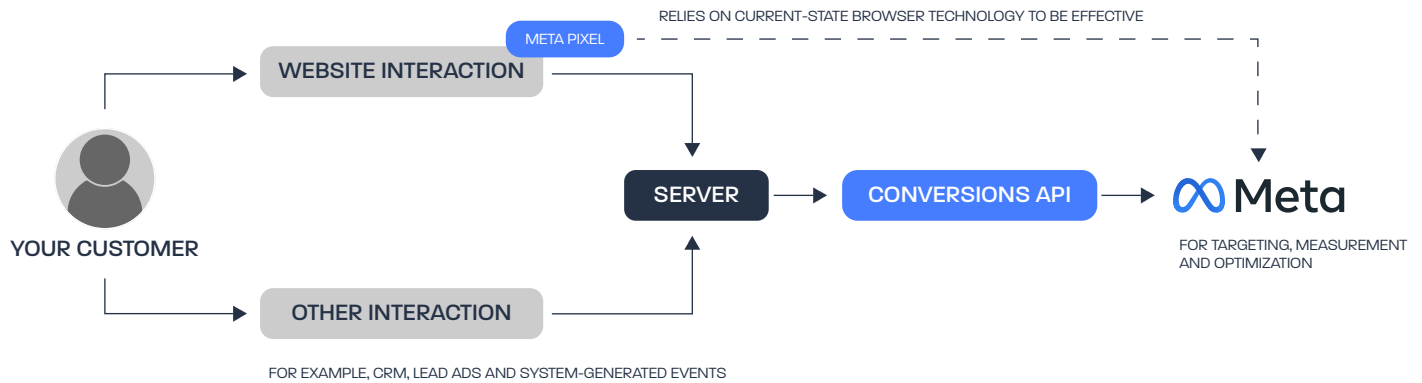 RELIES ON CURRENT-STATE BROWSER TECHNOLOGY TO BE EFFECTIVE
META PIXEL
WEBSITE INTERACTION
SERVER
CONVERSIONS API
Meta
YOUR CUSTOMER
FOR TARGETING, MEASUREMENT
AND OPTIMIZATION
OTHER INTERACTION
FOR EXAMPLE, CRM, LEAD ADS AND SYSTEM-GENERATED EVENTS